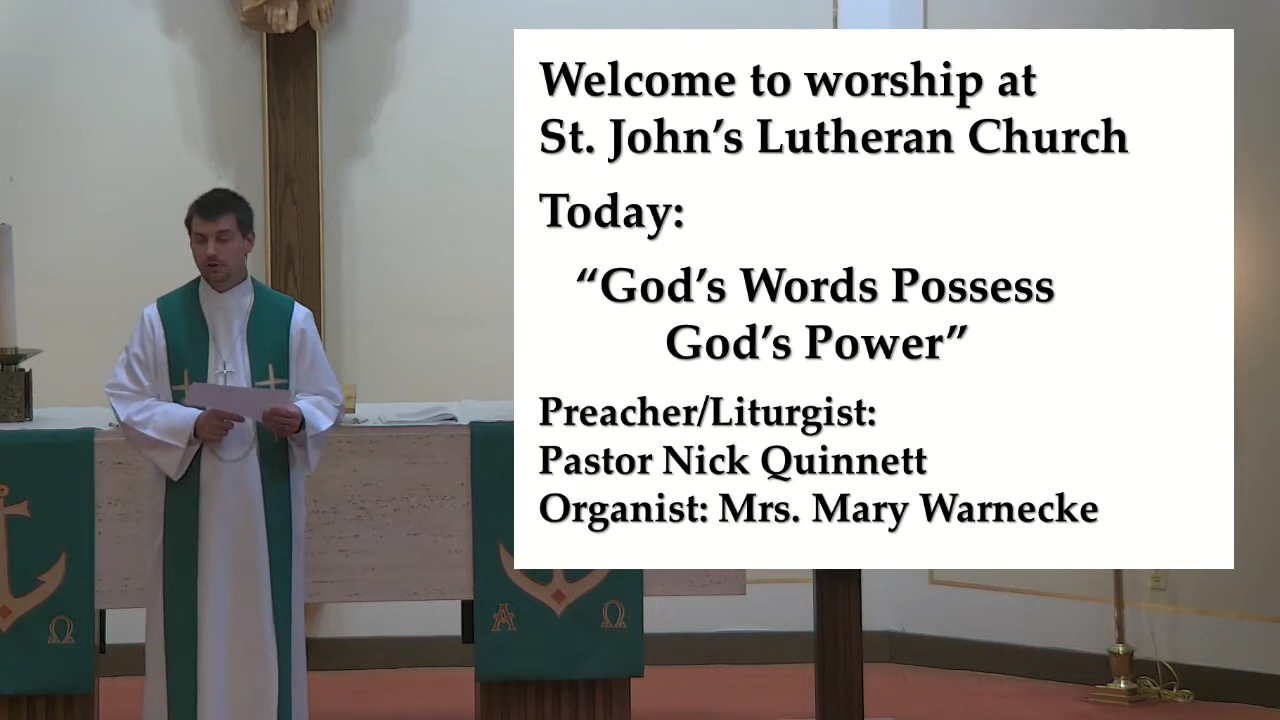 Welcome to worship at
St. John’s Lutheran Church
Today:
“God’s Words Possess
God’s Power”
Preacher/Liturgist:
Pastor Nick Quinnett
Organist: Mrs. Mary Warnecke
Ω
Α Ω